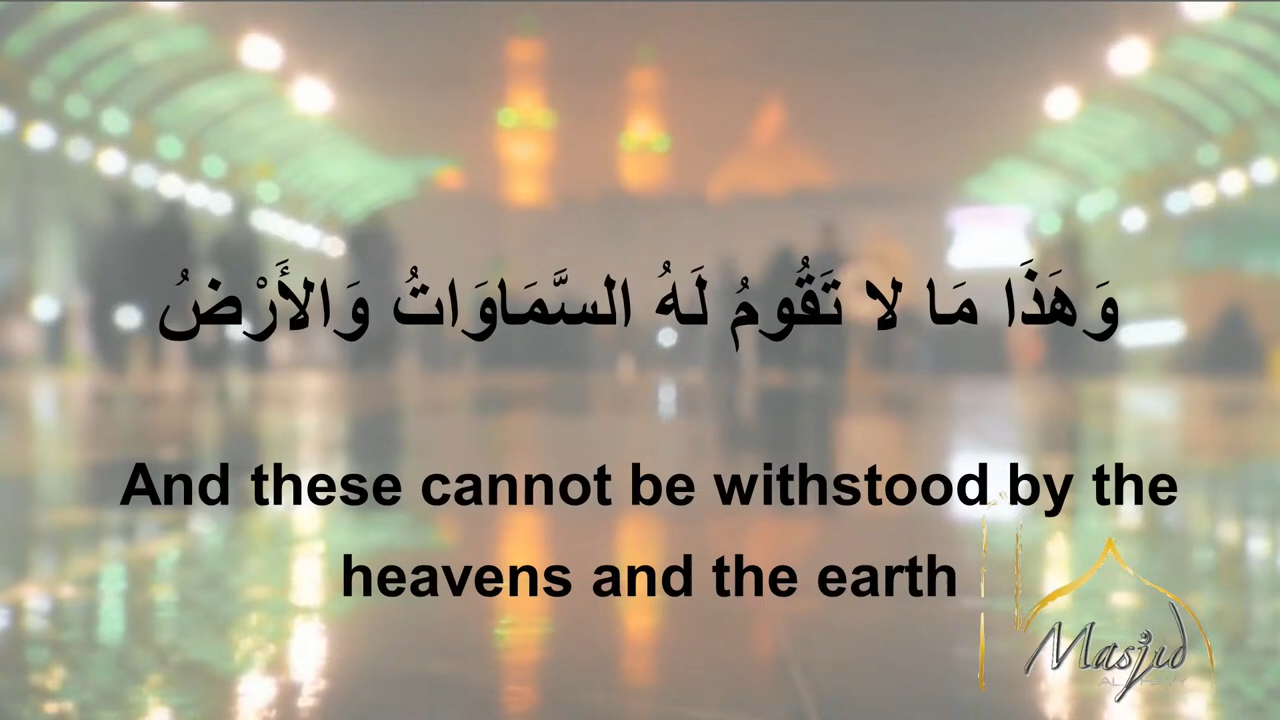 وَهَذَا مَا لا تَقُومُ لَهُ السَّمَاوَاتُ وَالأَرْضُ
And these cannot be withstood by the
heavens and the earth
Masjid